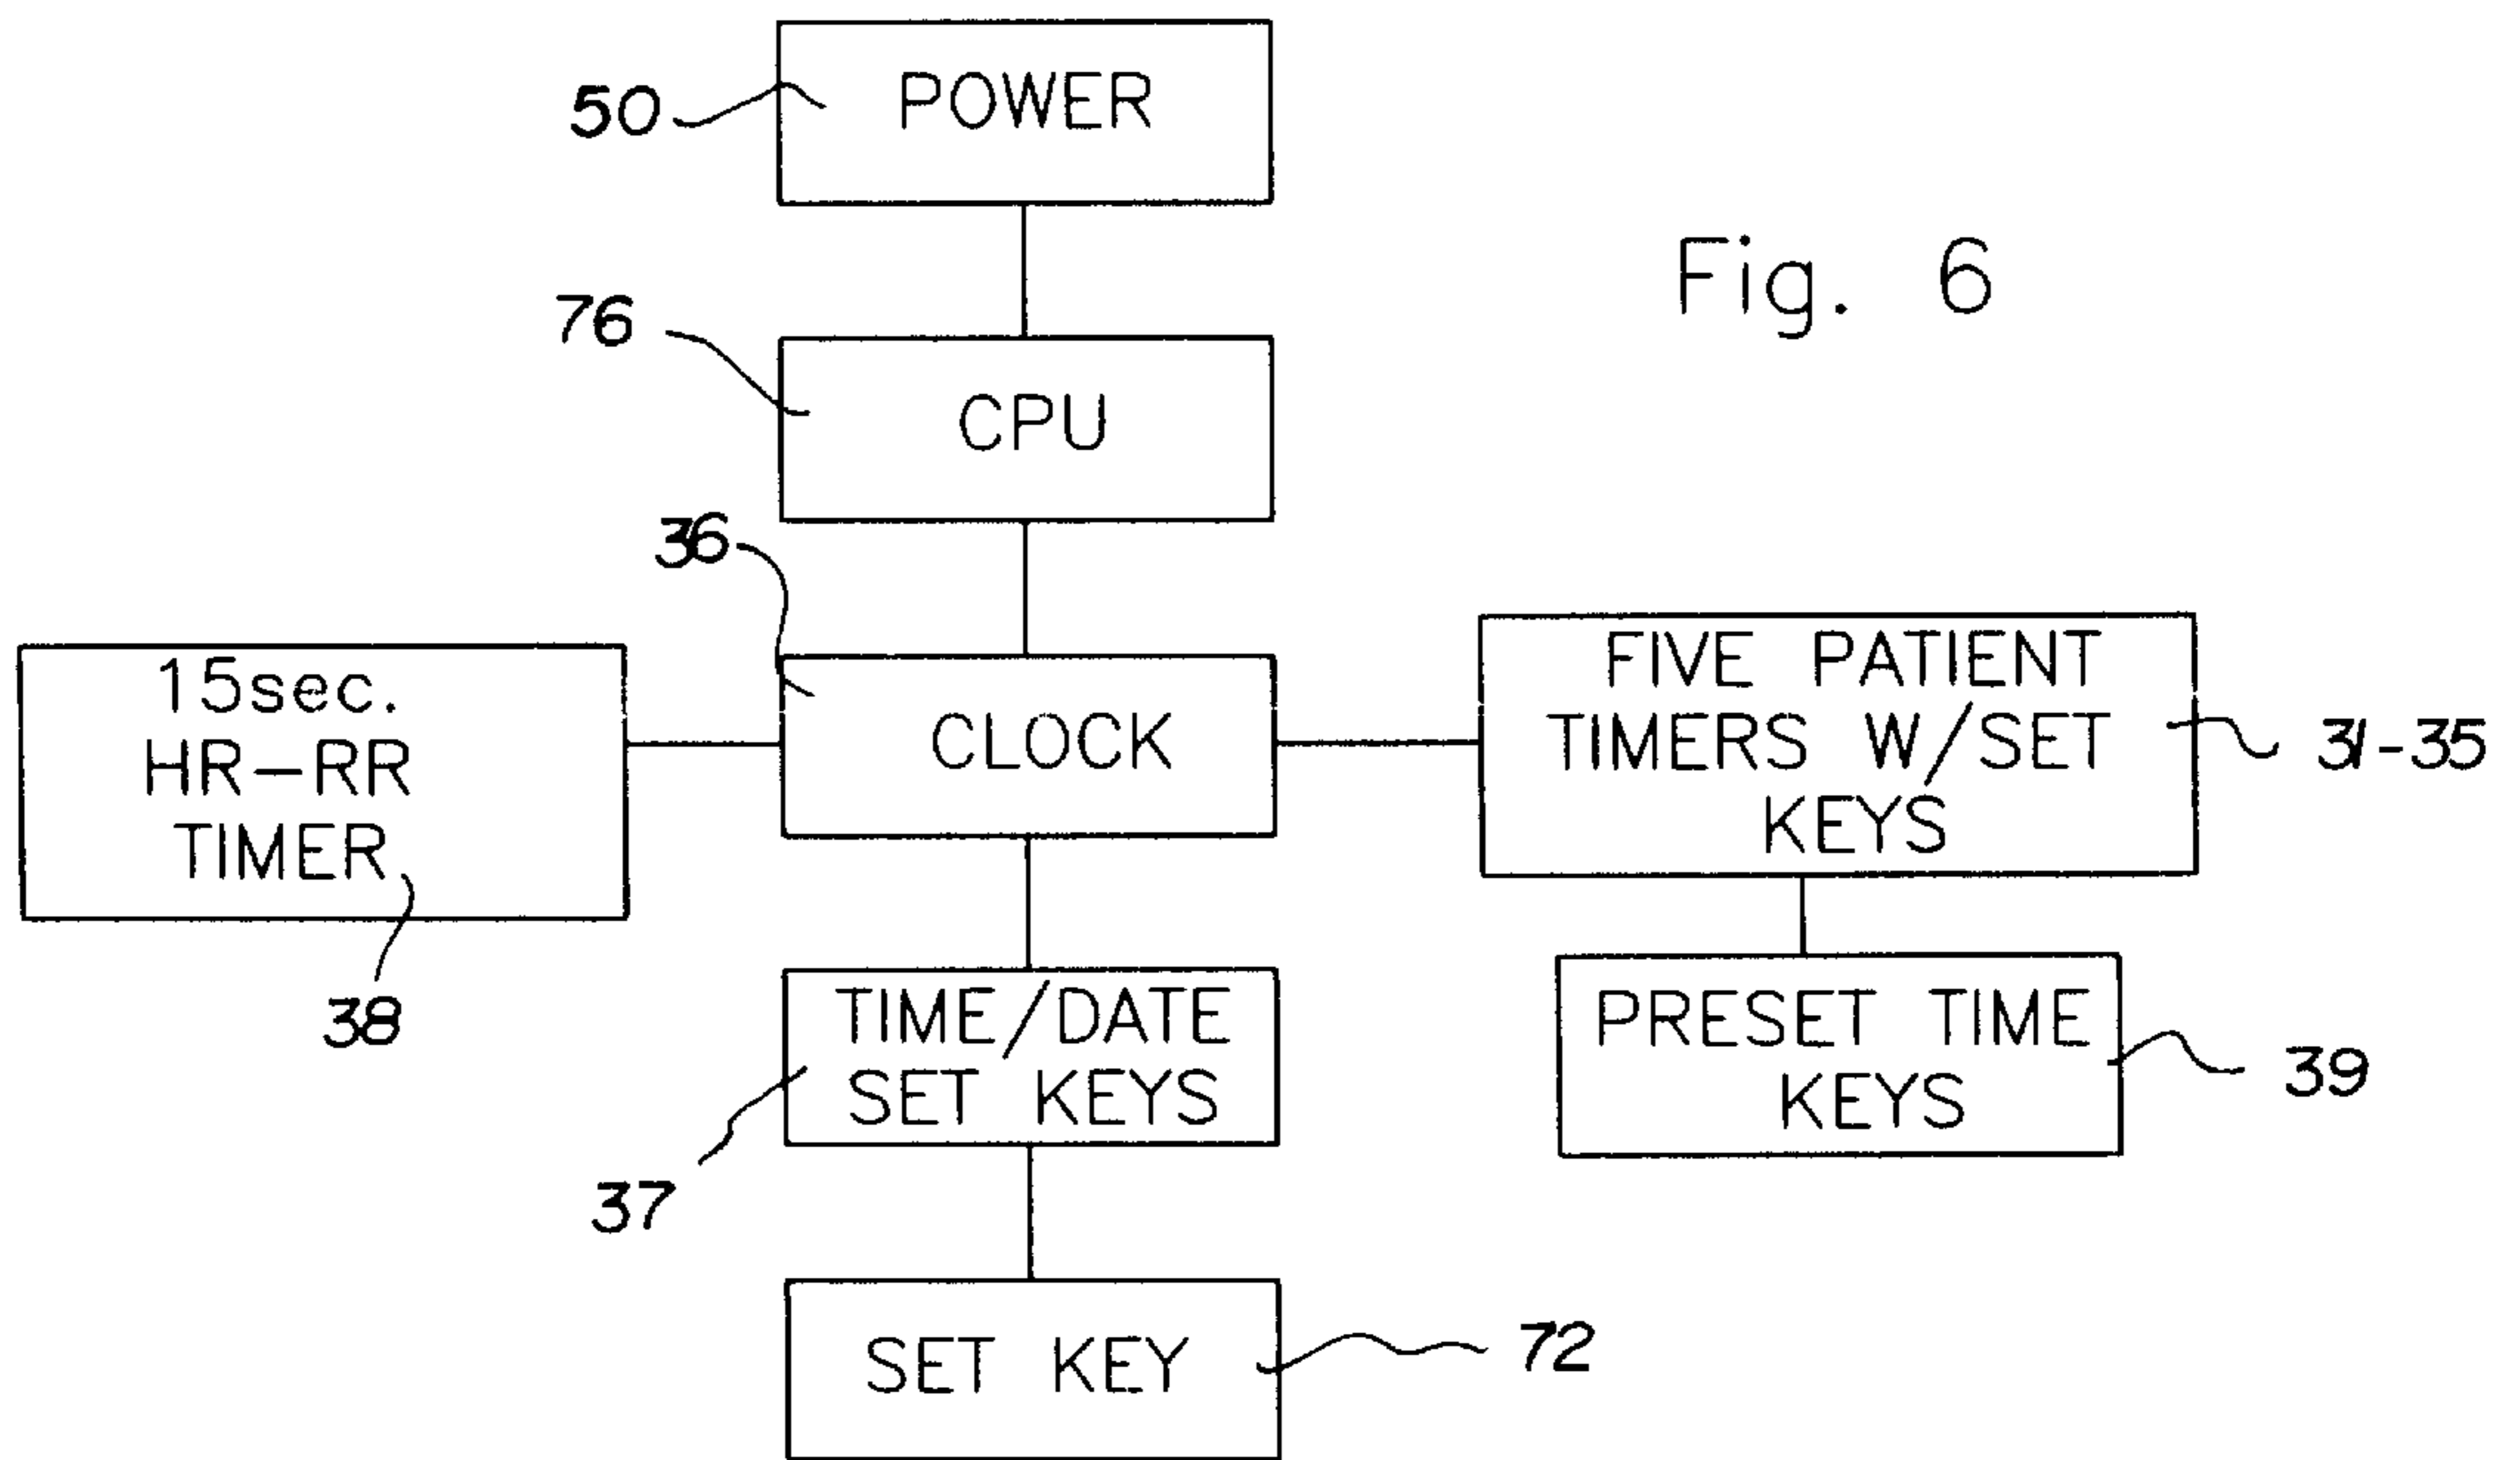 50
POWER
Fig. 6
76
CPU
36
15sec.
HR-RR
TIMER
38
CLOCK
FIVE PATIENT
TIMERS W/SET
KEYS
31-35
TIME/DATE
SET KEYS
37
PRESET TIME
KEYS
39
SET KEY
72